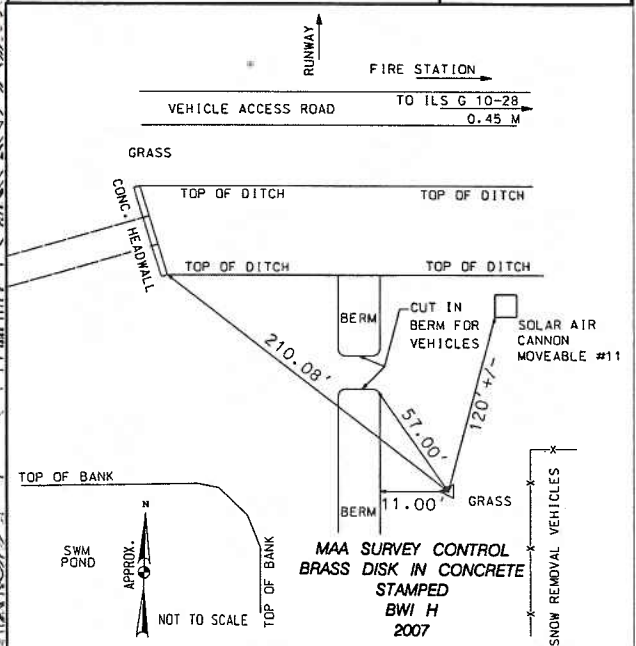 RUNWAY
FIRE STATION
VEHICLE ACCESS ROAD
TO ILS G 10-28
0.45 M
GRASS
CONC. HEADWALL
TOP OF DITCH
TOP OF DITCH
TOP OF DITCH
TOP OF DITCH
BERM
CUT IN
BERM FOR
VEHICLES
SOLAR AIR
CANNON
MOVEABLE #11
210.08'
57.00'
120'+/-
11.00'
GRASS
BERM
TOP OF BANK
TOP OF BANK
SWM
POND
N
APPROX.
NOT TO SCALE
MAA SURVEY CONTROL
BRASS DISK IN CONCRETE
STAMPED
BWI H
2007
SNOW REMOVAL VEHICLES